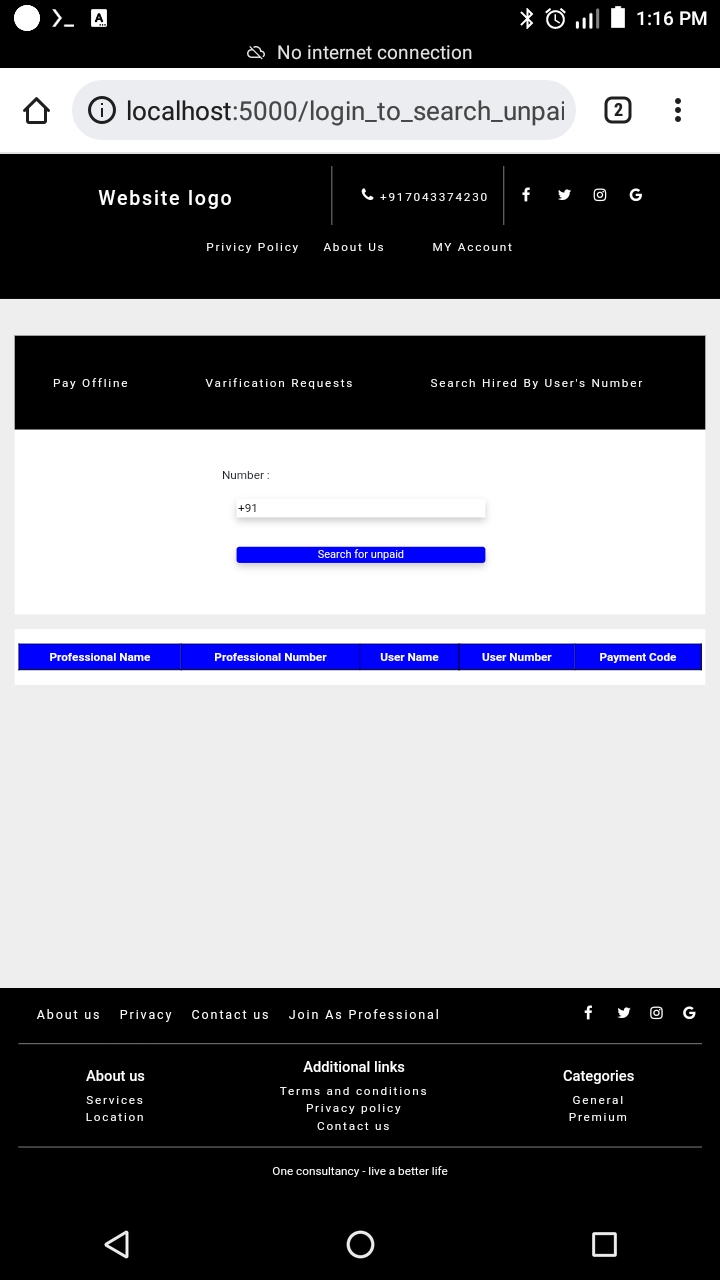 1:16 PM
No internet connection
localhost:5000/login_to_search_unpai
2
Website logo
+917043374230
Privicy Policy About Us MY Account
Pay Offline Varification Requests Search Hired By User's Number
Number :
+91
Search for unpaid
Professional Name Professional Number User Name User Number Payment Code
About us Privacy Contact us Join As Professional
About us
Services
Location
Additional links
Terms and conditions
Privacy policy
Contact us
Categories
General
Premium
One consultancy - live a better life